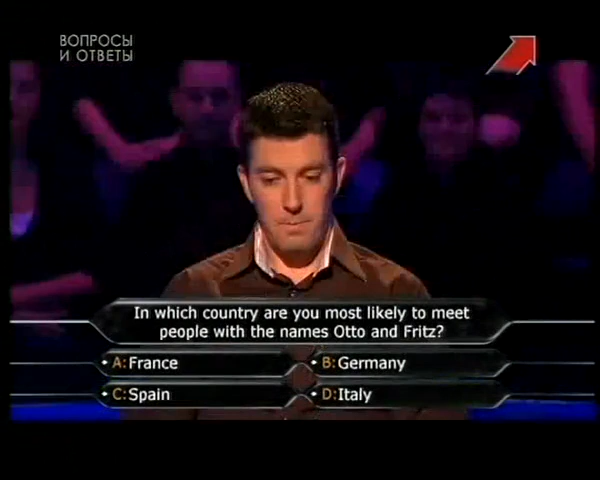 ВОПРОСЫ
И ОТВЕТЫ
In which country are you most likely to meet
people with the names Otto and Fritz?
A: France
B: Germany
C: Spain
D: Italy